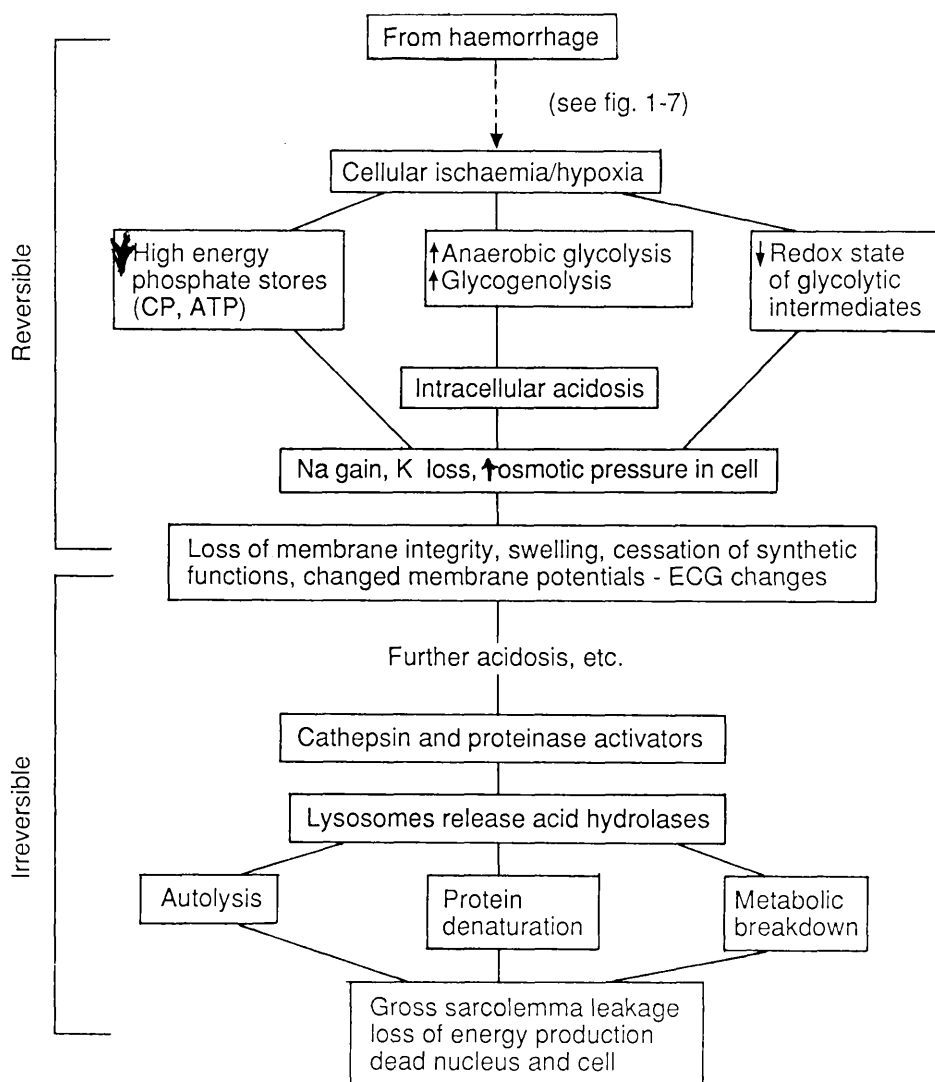 From haemorrhage
(see fig. 1-7)
Cellular ischaemia/hypoxia
Reversible
↓High energy
phosphate stores
(CP, ATP)
↑Anaerobic glycolysis
↑Glycogenolysis
↓Redox state
of glycolytic
intermediates
Intracellular acidosis
Na gain, K loss, ↑osmotic pressure in cell
Loss of membrane integrity, swelling, cessation of synthetic
functions, changed membrane potentials - ECG changes
Irreversible
Further acidosis, etc.
Cathepsin and proteinase activators
Lysosomes release acid hydrolases
Autolysis
Protein
denaturation
Metabolic
breakdown
Gross sarcolemma leakage
loss of energy production
dead nucleus and cell